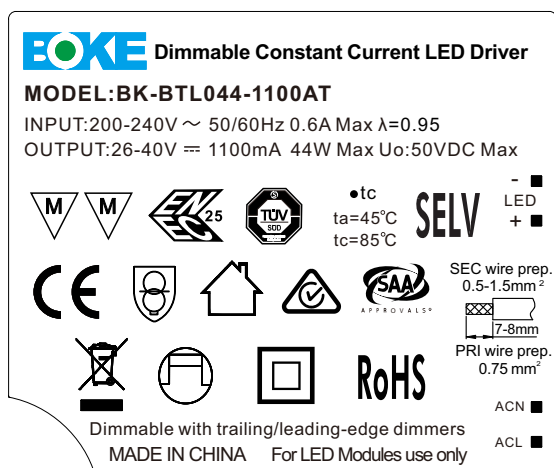 BOKE Dimmable Constant Current LED Driver
MODEL:BK-BTL044-1100AT
INPUT:200-240V ～ 50/60Hz 0.6A Max λ=0.95
OUTPUT:26-40V ⎓ 1100mA 44W Max Uo:50VDC Max
M M
ENEC 25
TÜV
SÜD
•tc
ta=45℃
tc=85℃
SELV
- ■
LED
+ ■
CE
SAA
APPROVALS®
SEC wire prep.
0.5-1.5mm²
7-8mm
PRI wire prep.
0.75 mm²
RoHS
ACN ■
Dimmable with trailing/leading-edge dimmers
MADE IN CHINA For LED Modules use only
ACL ■